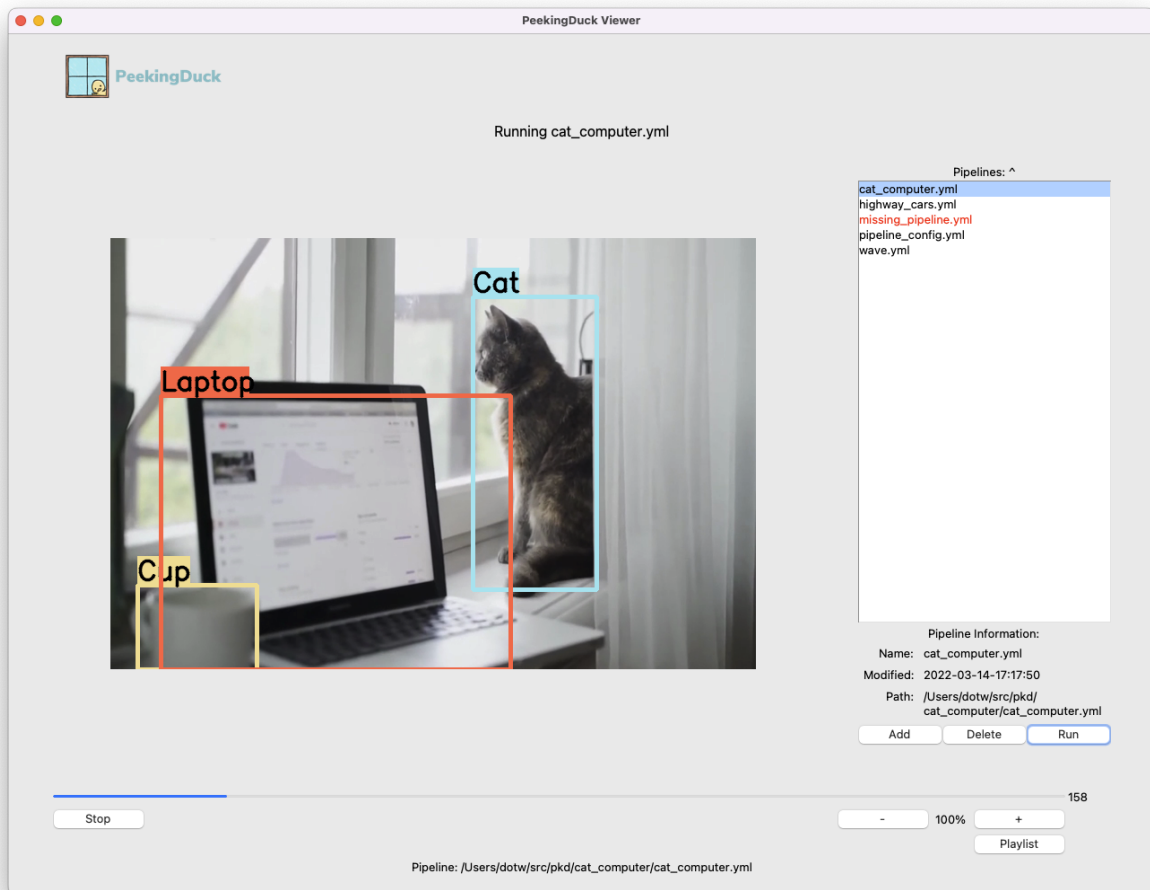 PeekingDuck Viewer
PeekingDuck
Running cat_computer.yml
Pipelines: ^
cat_computer.yml
highway_cars.yml
missing_pipeline.yml
pipeline_config.yml
wave.yml
Cat
Laptop
Cup
Pipeline Information:
Name: cat_computer.yml
Modified: 2022-03-14-17:17:50
Path: /Users/dotw/src/pkd/
cat_computer/cat_computer.yml
Add Delete Run
158
Stop - 100% +
Playlist
Pipeline: /Users/dotw/src/pkd/cat_computer/cat_computer.yml